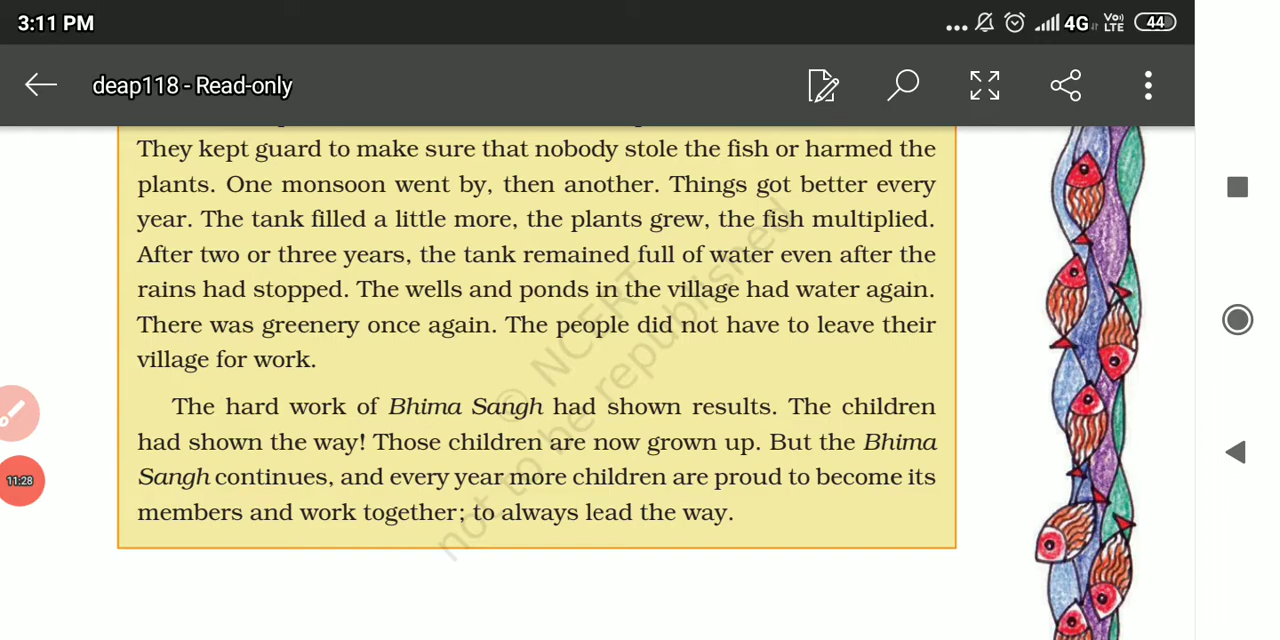 3:11 PM
4G
Vo))
LTE
44
deap118 - Read-only
They kept guard to make sure that nobody stole the fish or harmed the
plants. One monsoon went by, then another. Things got better every
year. The tank filled a little more, the plants grew, the fish multiplied.
After two or three years, the tank remained full of water even after the
rains had stopped. The wells and ponds in the village had water again.
There was greenery once again. The people did not have to leave their
village for work.
The hard work of Bhima Sangh had shown results. The children
had shown the way! Those children are now grown up. But the Bhima
Sangh continues, and every year more children are proud to become its
members and work together; to always lead the way.
© NCERT
not to be republished
11:28